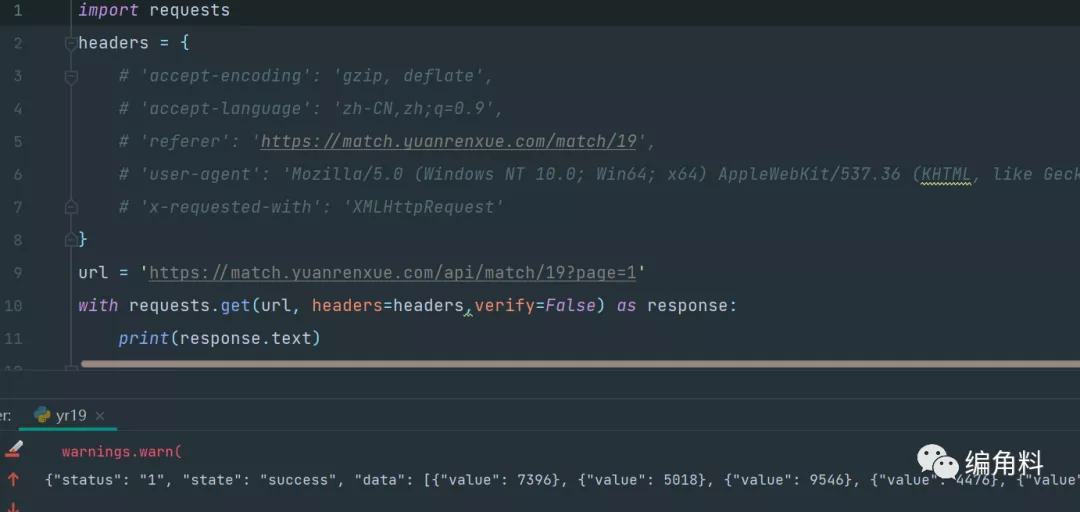 1 import requests
2 headers = {
3 # 'accept-encoding': 'gzip, deflate',
4 # 'accept-language': 'zh-CN,zh;q=0.9',
5 # 'referer': 'https://match.yuanrenxue.com/match/19',
6 # 'user-agent': 'Mozilla/5.0 (Windows NT 10.0; Win64; x64) AppleWebKit/537.36 (KHTML, like Geck
7 # 'x-requested-with': 'XMLHttpRequest'
8 }
9 url = 'https://match.yuanrenxue.com/api/match/19?page=1'
10 with requests.get(url, headers=headers,verify=False) as response:
11 print(response.text)
er: yr19 ×
warnings.warn(
{"status": "1", "state": "success", "data": [{"value": 7396}, {"value": 5018}, {"value": 9546}, {"value": 4476}, {"value":
编角料